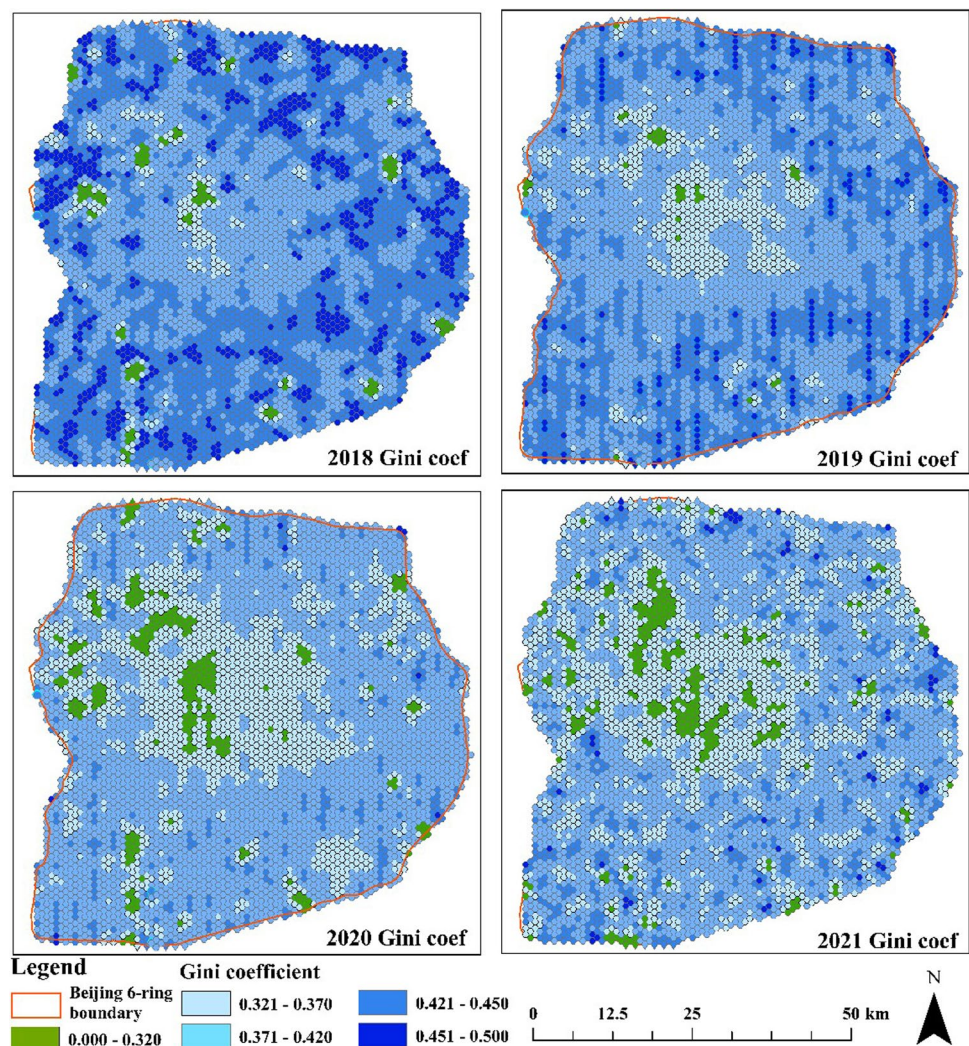 2018 Gini coef
2019 Gini coef
2020 Gini coef
2021 Gini coef
Legend
Gini coefficient
Beijing 6-ring
boundary
0.000 - 0.320
0.321 - 0.370
0.371 - 0.420
0.421 - 0.450
0.451 - 0.500
0 12.5 25 50 km
N